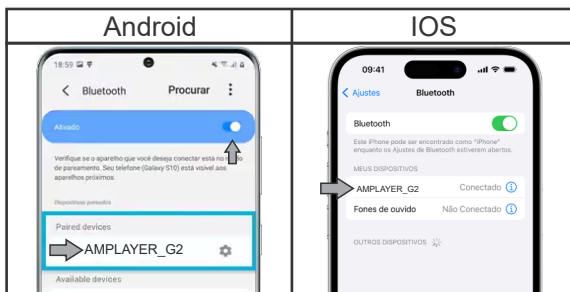 Android
IOS
18:59
Bluetooth
Procurar
Ativado
Verifique se o aparelho que você deseja conectar esta no modo
de pareamento. Seu telefone (Galaxy S10) está visível aos
aparelhos próximos.
Dispositivos pareados
Paired devices
AMPLAYER_G2
Available devices
09:41
Ajustes
Bluetooth
Bluetooth
Este iPhone pode ser encontrado como "iPhone"
enquanto os Ajustes de Bluetooth estiverem abertos.
MEUS DISPOSITIVOS
AMPLAYER_G2 Conectado
Fones de ouvido Não Conectado
OUTROS DISPOSITIVOS